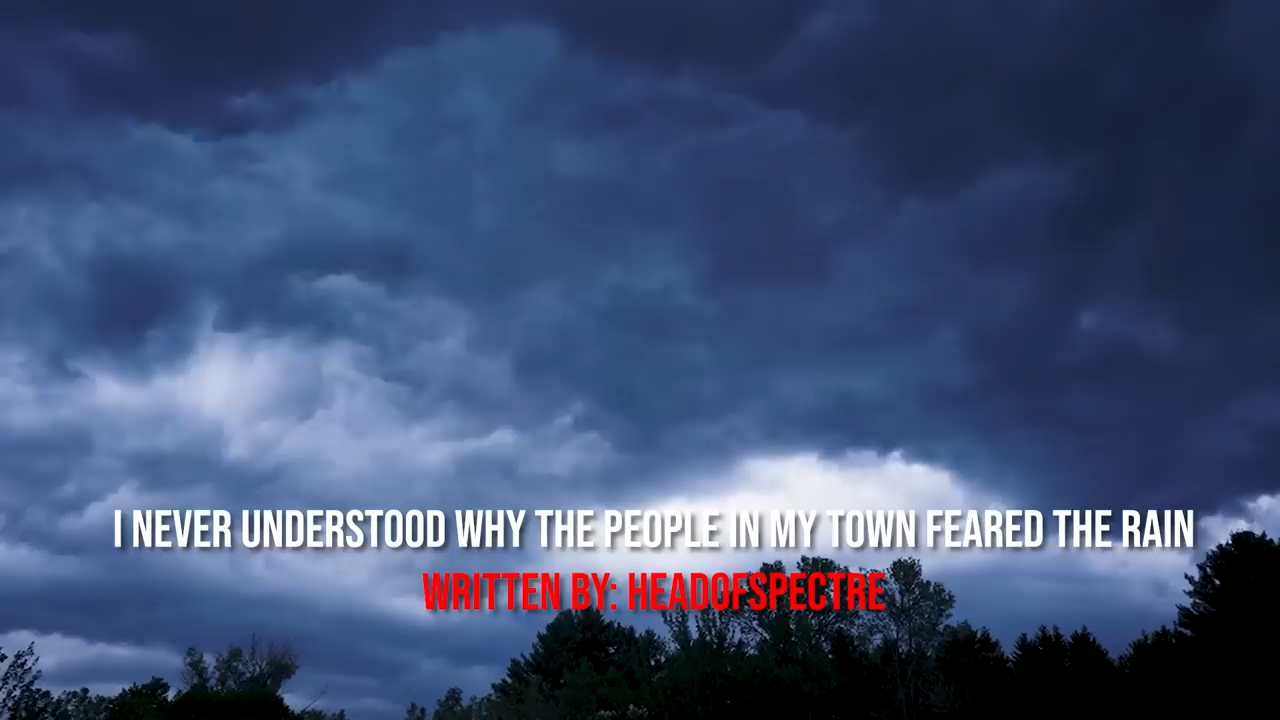 I NEVER UNDERSTOOD WHY THE PEOPLE IN MY TOWN FEARED THE RAIN
WRITTEN BY: HEADOFSPECTRE